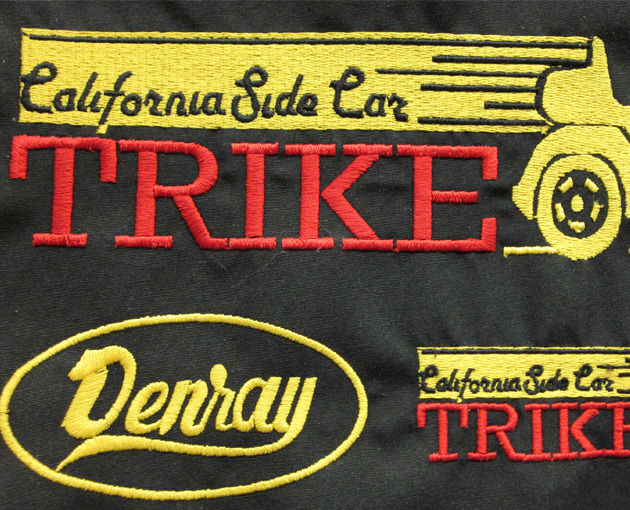 California Side Car
TRIKE
Denray
California Side Car
TRIKE